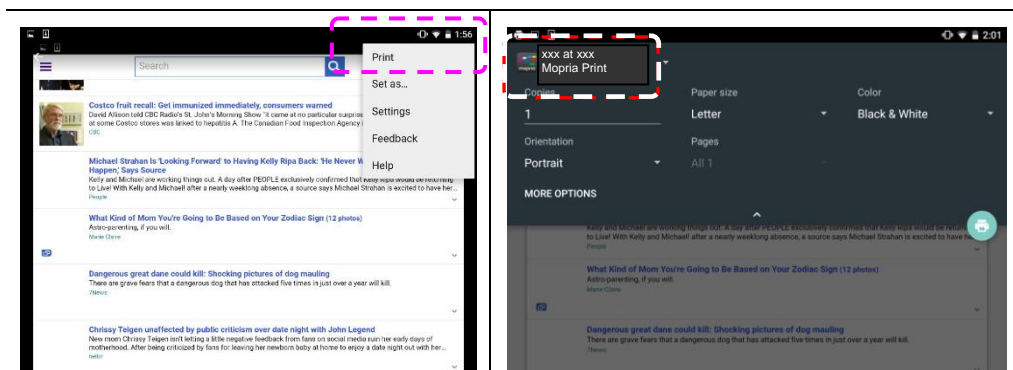 1:56
Search
Print
Set as...
Settings
Feedback
Help
Costco fruit recall: Get immunized immediately, consumers warned
David Allison told CBC Radio's St. John's Morning Show "it came at no particular surprise
at some Costco stores was linked to hepatitis A. The Canadian Food Inspection Agency
CBC
Michael Strahan Is 'Looking Forward' to Having Kelly Ripa Back: 'He Never W
Happen,' Says Source
Kelly and Michael are working things out. A day after PEOPLE exclusively confirmed that Kelly Ripa would be returning
to Live! With Kelly and Michael! after a nearly weeklong absence, a source says Michael Strahan is excited to have her...
People
What Kind of Mom You're Going to Be Based on Your Zodiac Sign (12 photos)
Astro-parenting, if you will.
Marie Claire
Dangerous great dane could kill: Shocking pictures of dog mauling
There are grave fears that a dangerous dog that has attacked five times in just over a year will kill.
7News
Chrissy Teigen unaffected by public criticism over date night with John Legend
New mom Chrissy Teigen isn't letting a little negative feedback from fans on social media ruin her early days of
motherhood. After being criticized by fans for leaving her newborn baby at home to enjoy a date night out with her...
hello!
2:01
xxx at xxx
Mopria Print
mopria
Copies
Paper size
Color
1
Letter
Black & White
Orientation
Pages
Portrait
All 1
MORE OPTIONS
Kelly and Michael are working things out. A day after PEOPLE exclusively confirmed that Kelly Ripa would be return
to Live! With Kelly and Michael! after a nearly weeklong absence, a source says Michael Strahan is excited to have he
People
What Kind of Mom You're Going to Be Based on Your Zodiac Sign (12 photos)
Astro-parenting, if you will.
Marie Claire
Dangerous great dane could kill: Shocking pictures of dog mauling
There are grave fears that a dangerous dog that has attacked five times in just over a year will kill.
7News